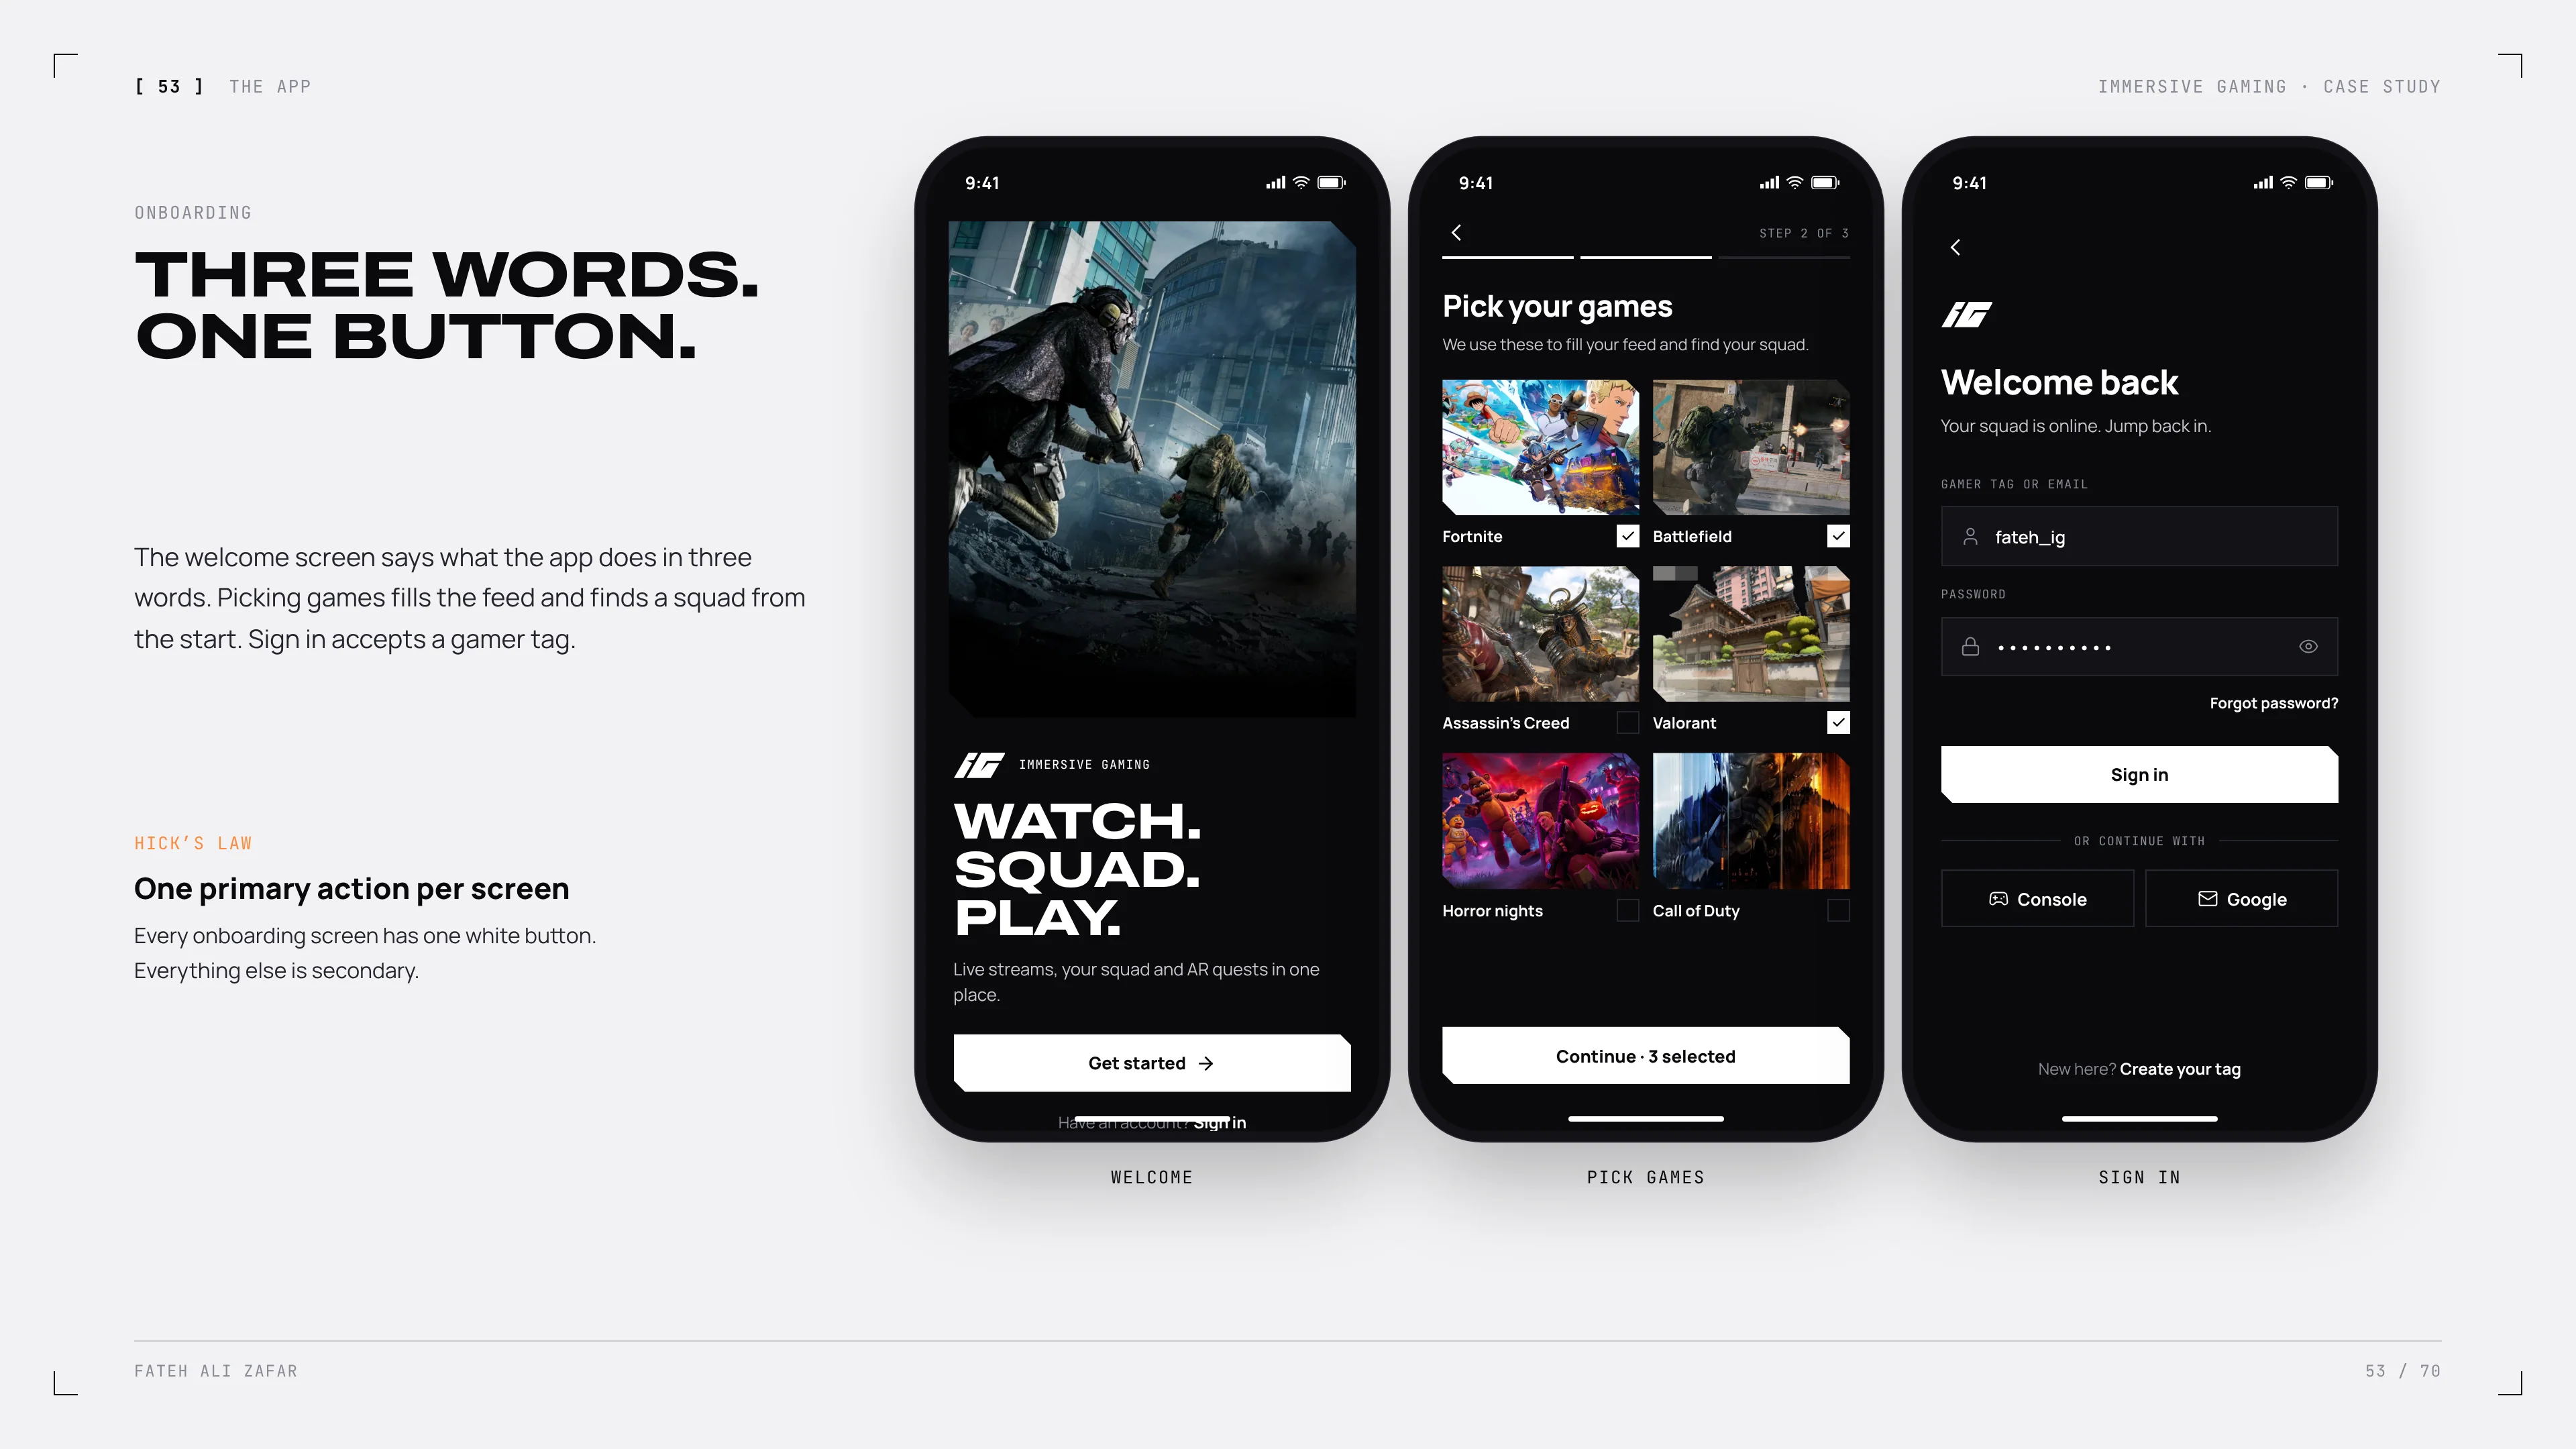 [ 53 ] THE APP
IMMERSIVE GAMING · CASE STUDY
ONBOARDING
THREE WORDS.
ONE BUTTON.
The welcome screen says what the app does in three
words. Picking games fills the feed and finds a squad from
the start. Sign in accepts a gamer tag.
HICK’S LAW
One primary action per screen
Every onboarding screen has one white button.
Everything else is secondary.
9:41
IG IMMERSIVE GAMING
WATCH.
SQUAD.
PLAY.
Live streams, your squad and AR quests in one
place.
Get started
Have an account? Sign in
WELCOME
9:41
STEP 2 OF 3
Pick your games
We use these to fill your feed and find your squad.
Fortnite
Battlefield
Assassin’s Creed
Valorant
Horror nights
Call of Duty
Continue · 3 selected
PICK GAMES
9:41
IG
Welcome back
Your squad is online. Jump back in.
GAMER TAG OR EMAIL
fateh_ig
PASSWORD
••••••••••
Forgot password?
Sign in
OR CONTINUE WITH
Console
Google
New here? Create your tag
SIGN IN
FATEH ALI ZAFAR
53 / 70